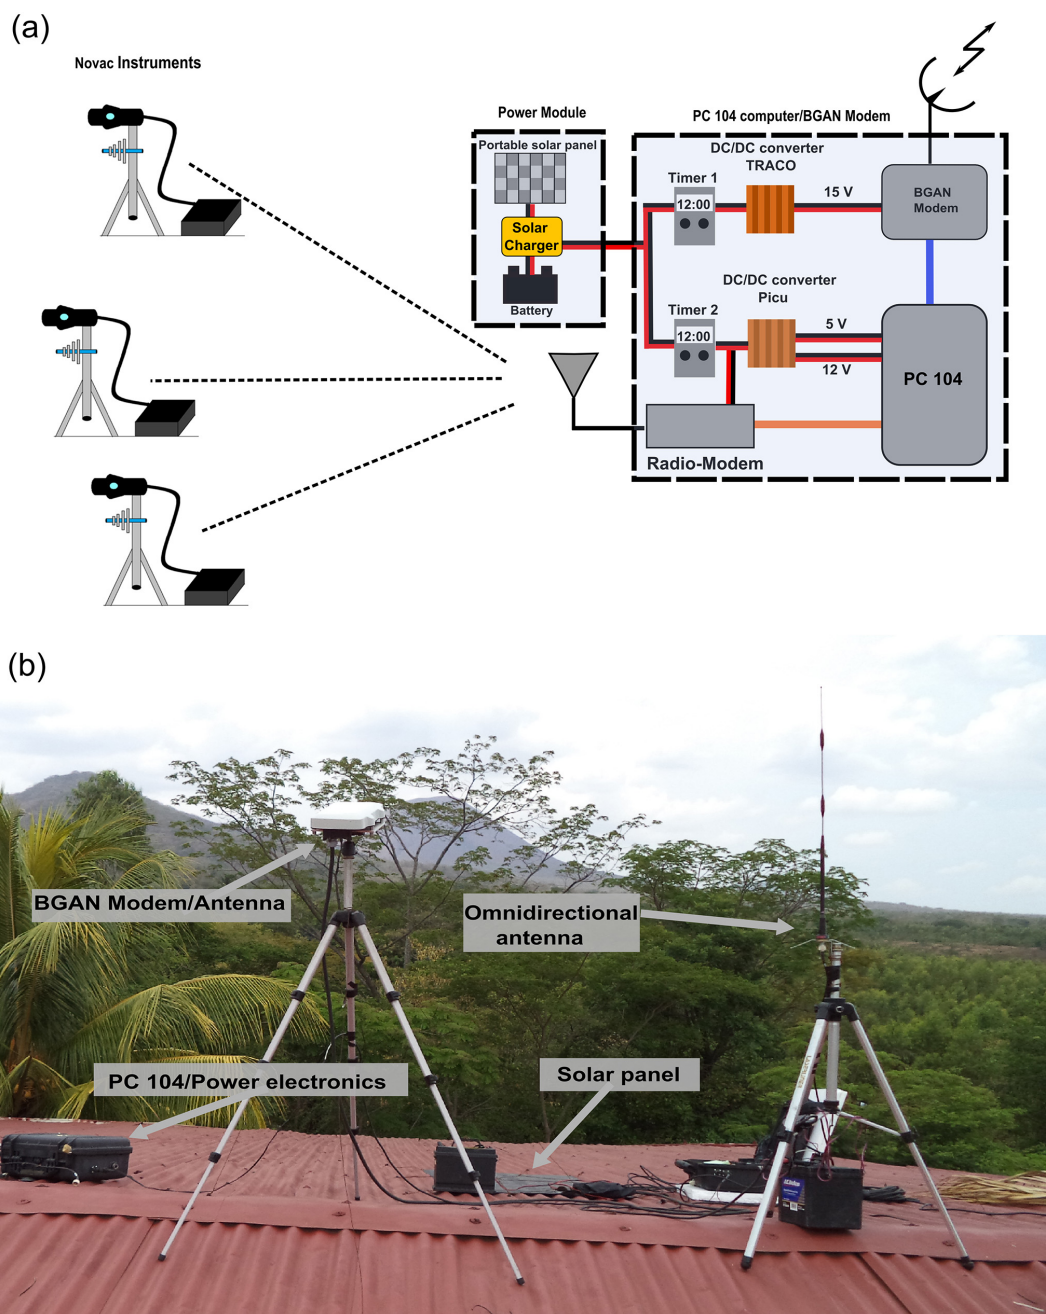 (a)
Novac Instruments
Power Module
PC 104 computer/BGAN Modem
Portable solar panel
Solar
Charger
Battery
DC/DC converter
TRACO
Timer 1
12:00
15 V
BGAN
Modem
DC/DC converter
Picu
Timer 2
12:00
5 V
12 V
PC 104
Radio-Modem
(b)
BGAN Modem/Antenna
Omnidirectional
antenna
PC 104/Power electronics
Solar panel